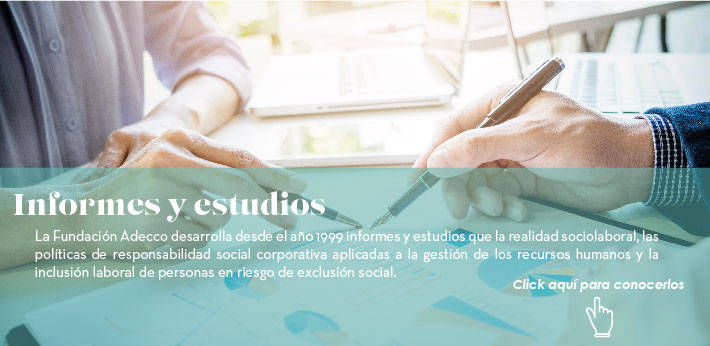 Informes y estudios
La Fundación Adecco desarrolla desde el año 1999 informes y estudios que la realidad sociolaboral, las
políticas de responsabilidad social corporativa aplicadas a la gestión de los recursos humanos y la
inclusión laboral de personas en riesgo de exclusión social.
Click aquí para conocerlos